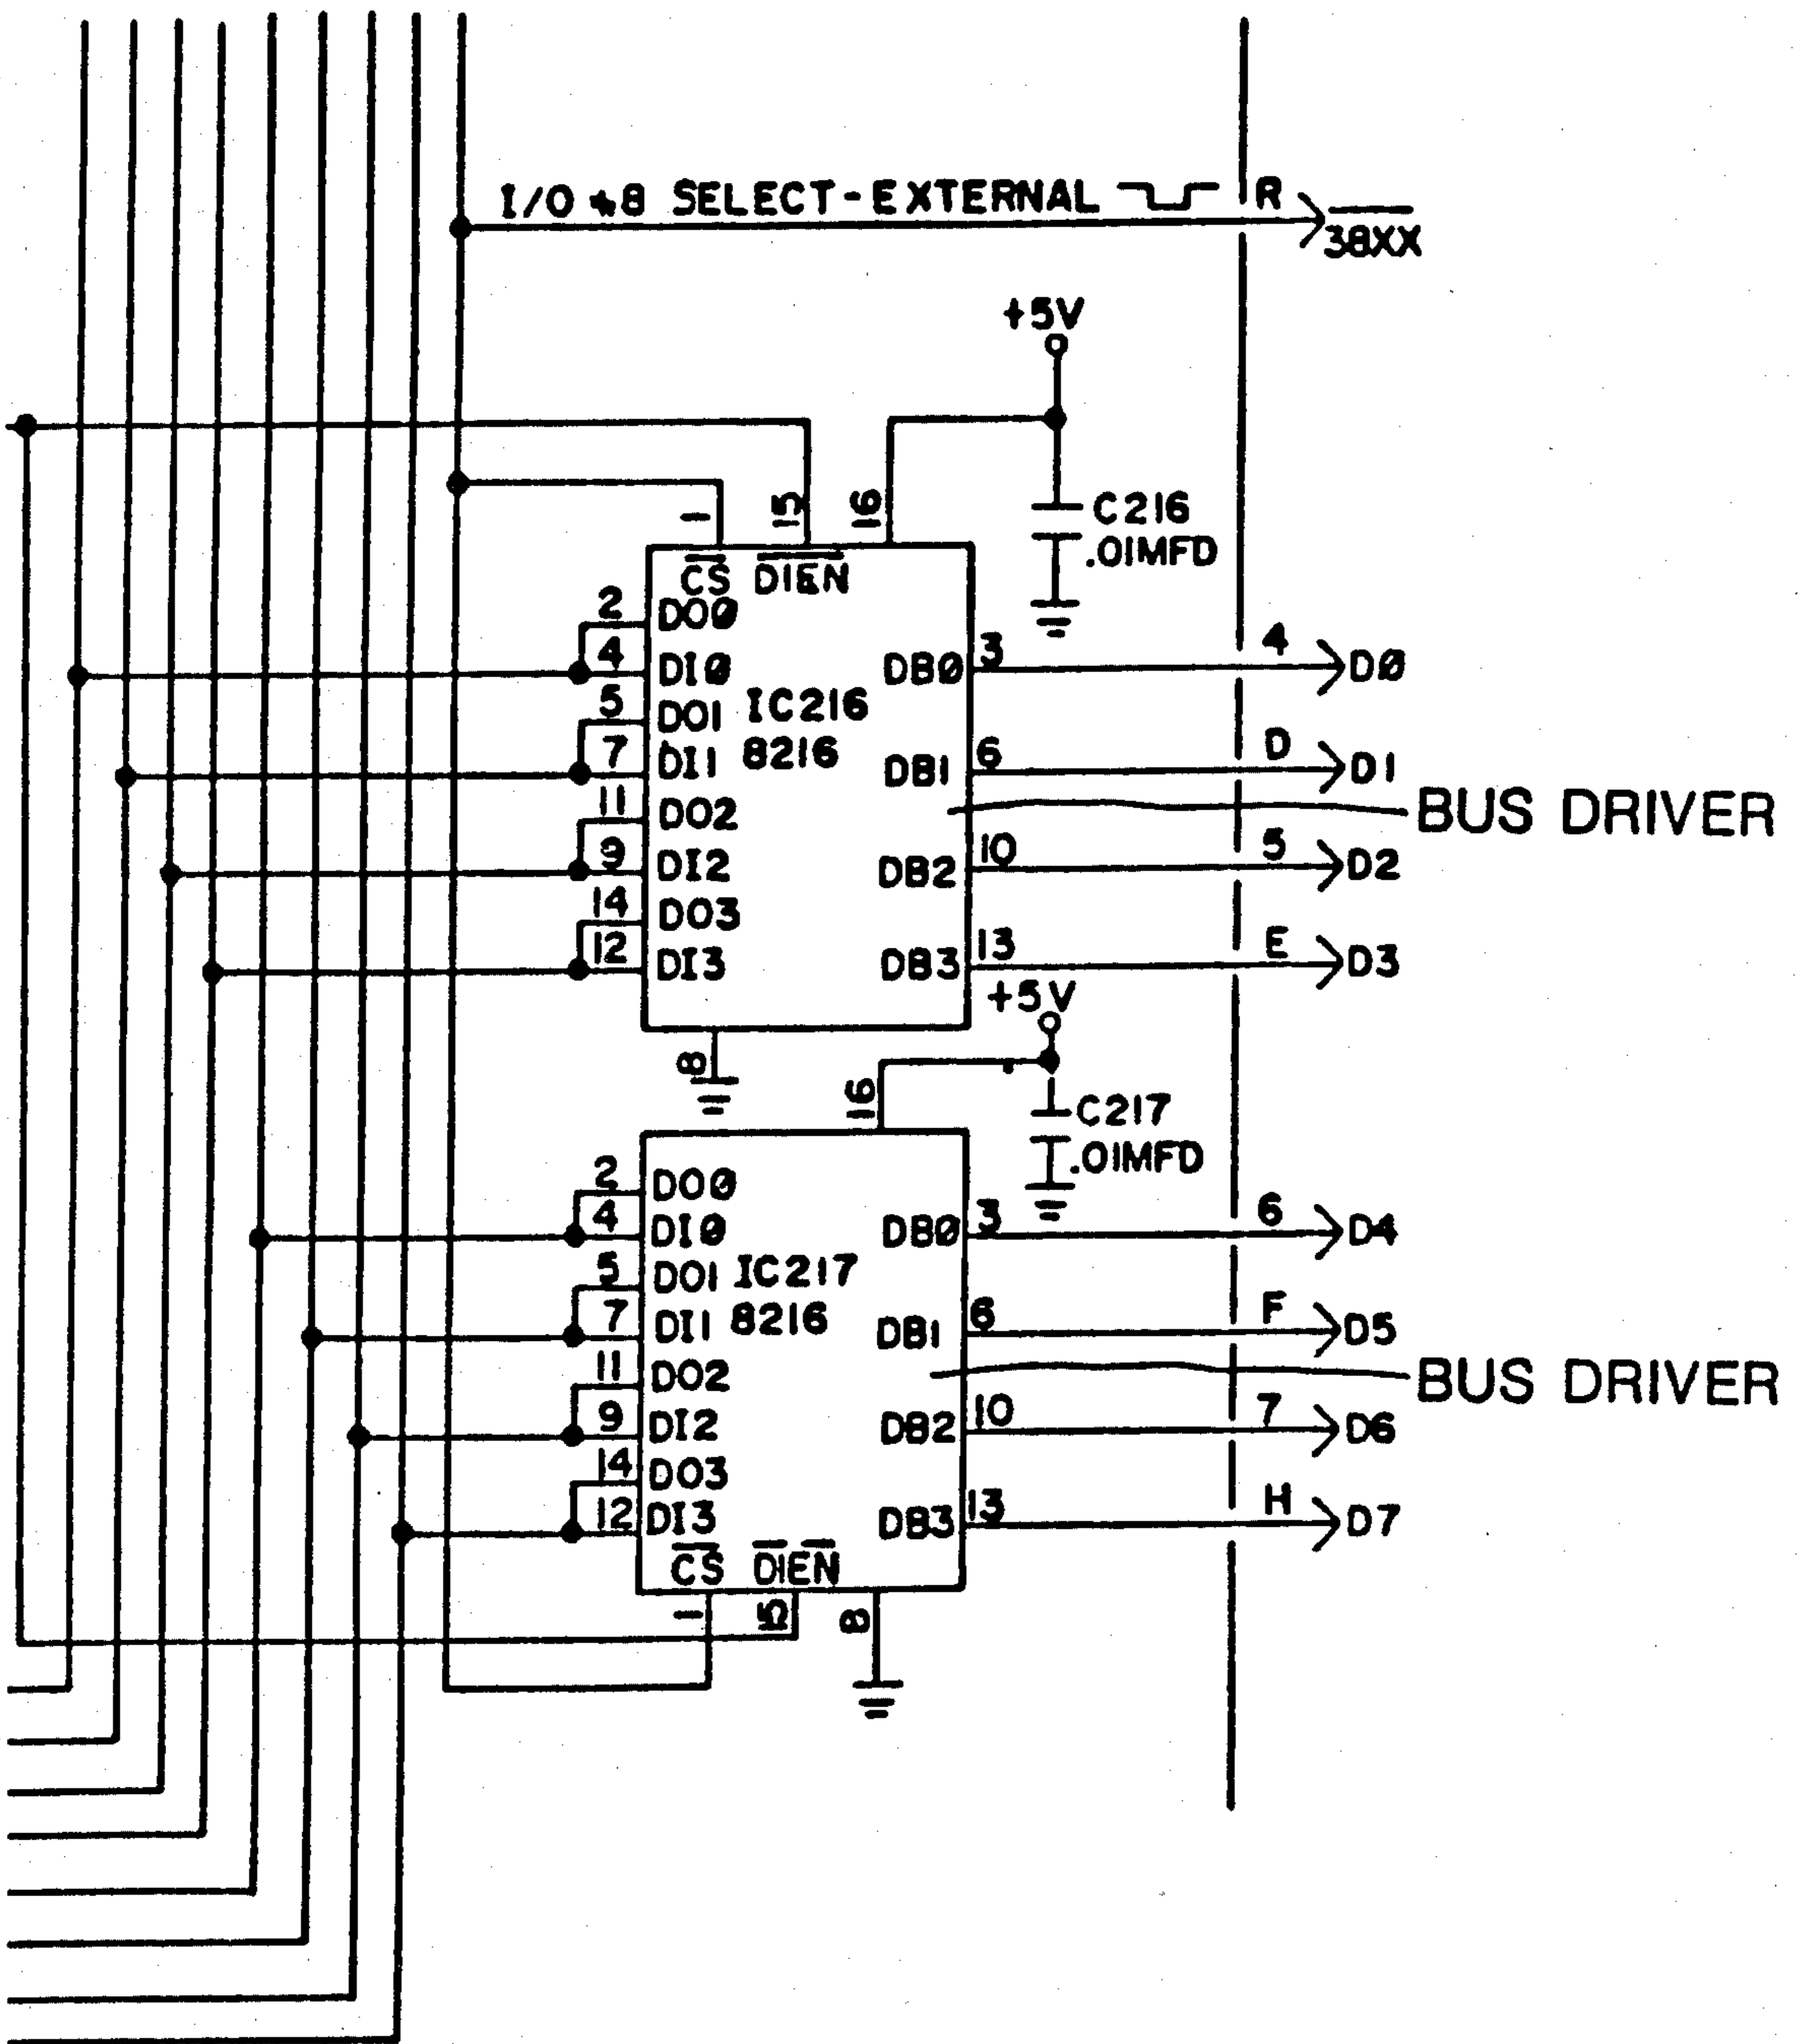 I/O #8 SELECT-EXTERNAL R
38XX
+5V
1 15 16
C216
.01MFD
CS DIEN
2 DO0
4 DI0 DB0 3 4 D0
5 DO1 IC216
7 DI1 8216 DB1 6 D D1
11 DO2
BUS DRIVER
9 DI2 DB2 10 5 D2
14 DO3
12 DI3 DB3 13 E D3
+5V
8 16
C217
.01MFD
2 DO0
4 DI0 DB0 3 6 D4
5 DO1 IC217
7 DI1 8216 DB1 6 F D5
11 DO2
BUS DRIVER
9 DI2 DB2 10 7 D6
14 DO3
12 DI3 DB3 13 H D7
CS DIEN
1 15 8